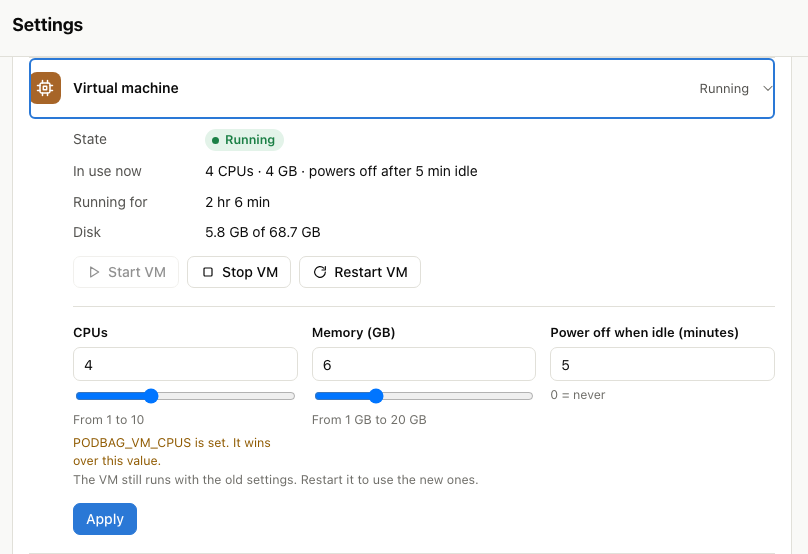 Settings
Virtual machine
Running
State
Running
In use now
4 CPUs · 4 GB · powers off after 5 min idle
Running for
2 hr 6 min
Disk
5.8 GB of 68.7 GB
Start VM
Stop VM
Restart VM
CPUs
Memory (GB)
Power off when idle (minutes)
4
6
5
0 = never
From 1 to 10
From 1 GB to 20 GB
PODBAG_VM_CPUS is set. It wins
over this value.
The VM still runs with the old settings. Restart it to use the new ones.
Apply